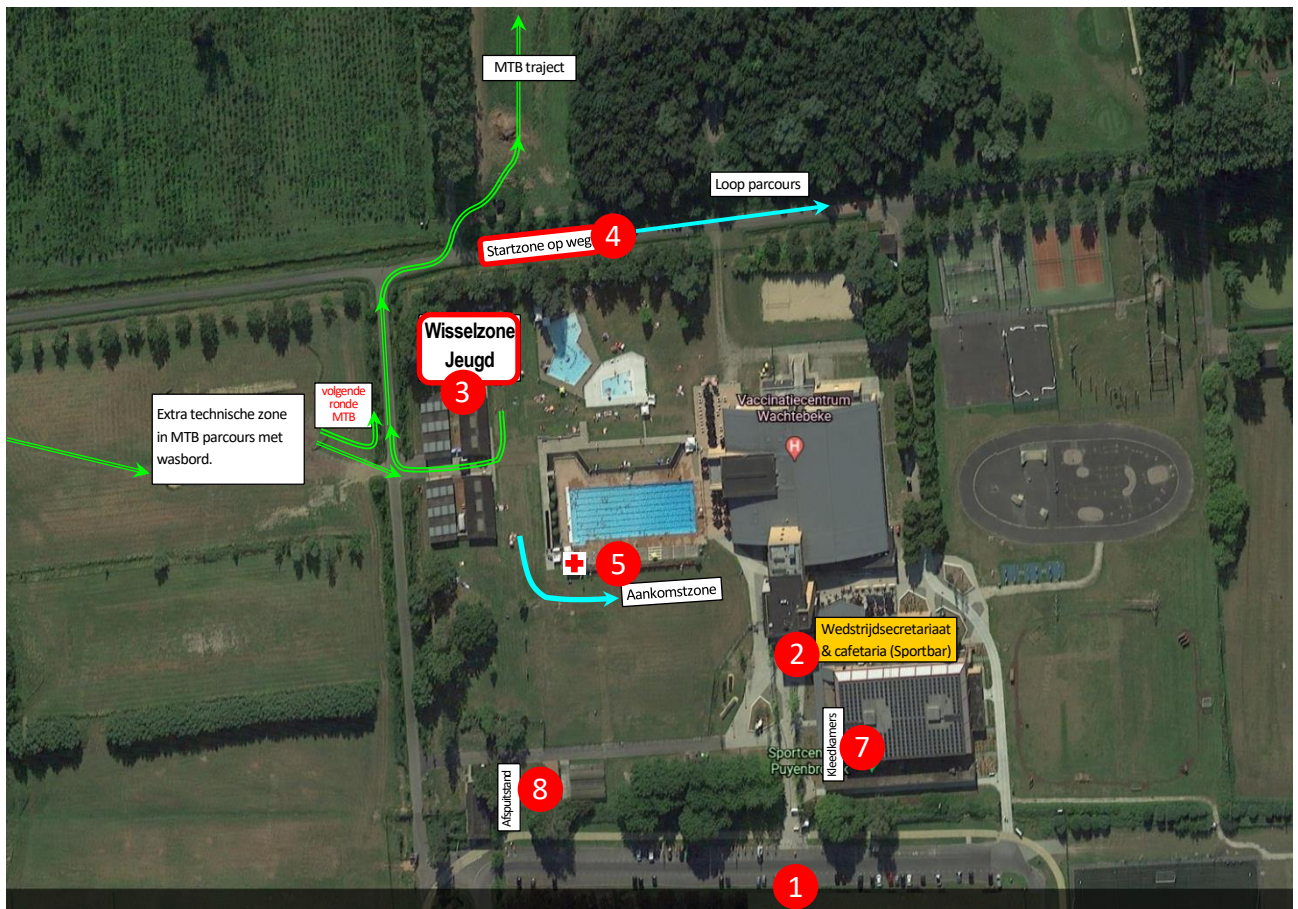 MTB traject
Loop parcours
Startzone op weg
4
Wisselzone
Jeugd
3
volgende
ronde
MTB
Extra technische zone
in MTB parcours met
wasbord.
Vaccinatiecentrum
Wachtebeke
H
5
Aankomstzone
Wedstrijdsecretariaat
& cafetaria (Sportbar)
2
Kleedkamers
7
Puyenbr
Afspuitstand
8
1